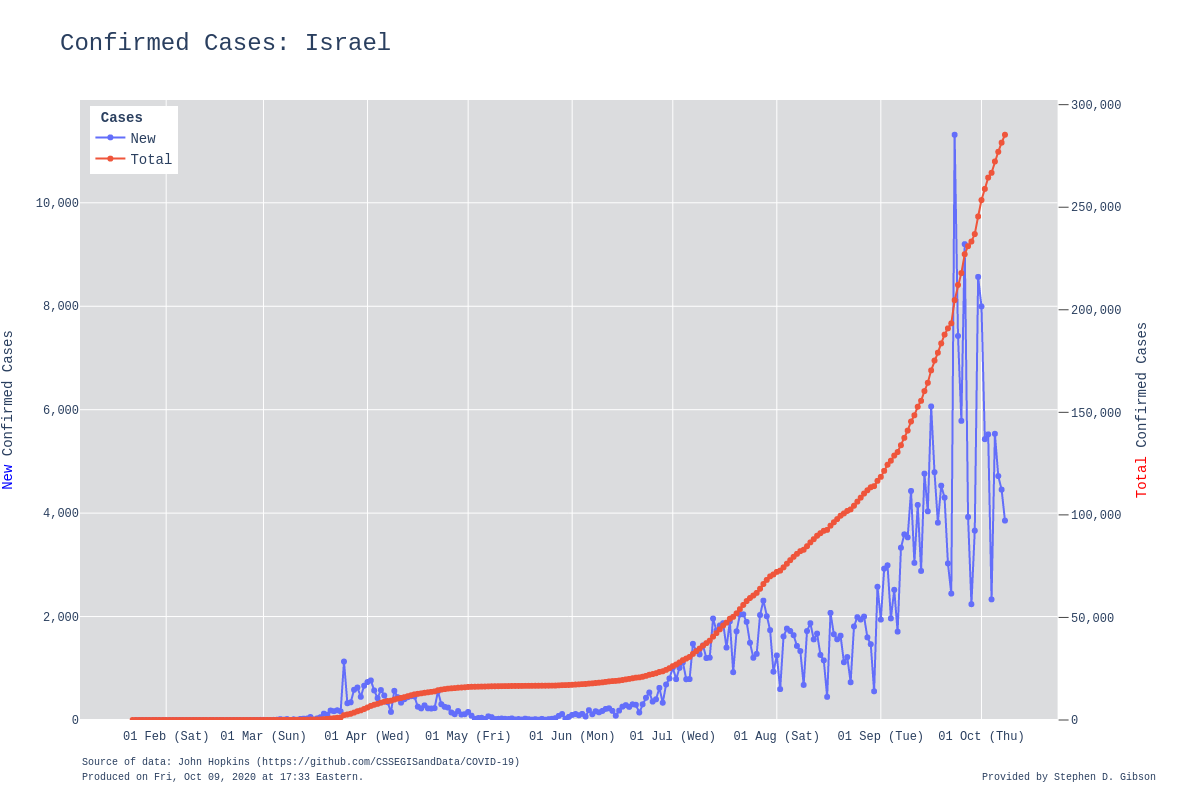 Confirmed Cases: Israel
Cases
New
Total
10,000
8,000
6,000
4,000
2,000
0
New Confirmed Cases
300,000
250,000
200,000
150,000
100,000
50,000
0
Total Confirmed Cases
01 Feb (Sat) 01 Mar (Sun) 01 Apr (Wed) 01 May (Fri) 01 Jun (Mon) 01 Jul (Wed) 01 Aug (Sat) 01 Sep (Tue) 01 Oct (Thu)
Source of data: John Hopkins (https://github.com/CSSEGISandData/COVID-19)
Produced on Fri, Oct 09, 2020 at 17:33 Eastern.
Provided by Stephen D. Gibson